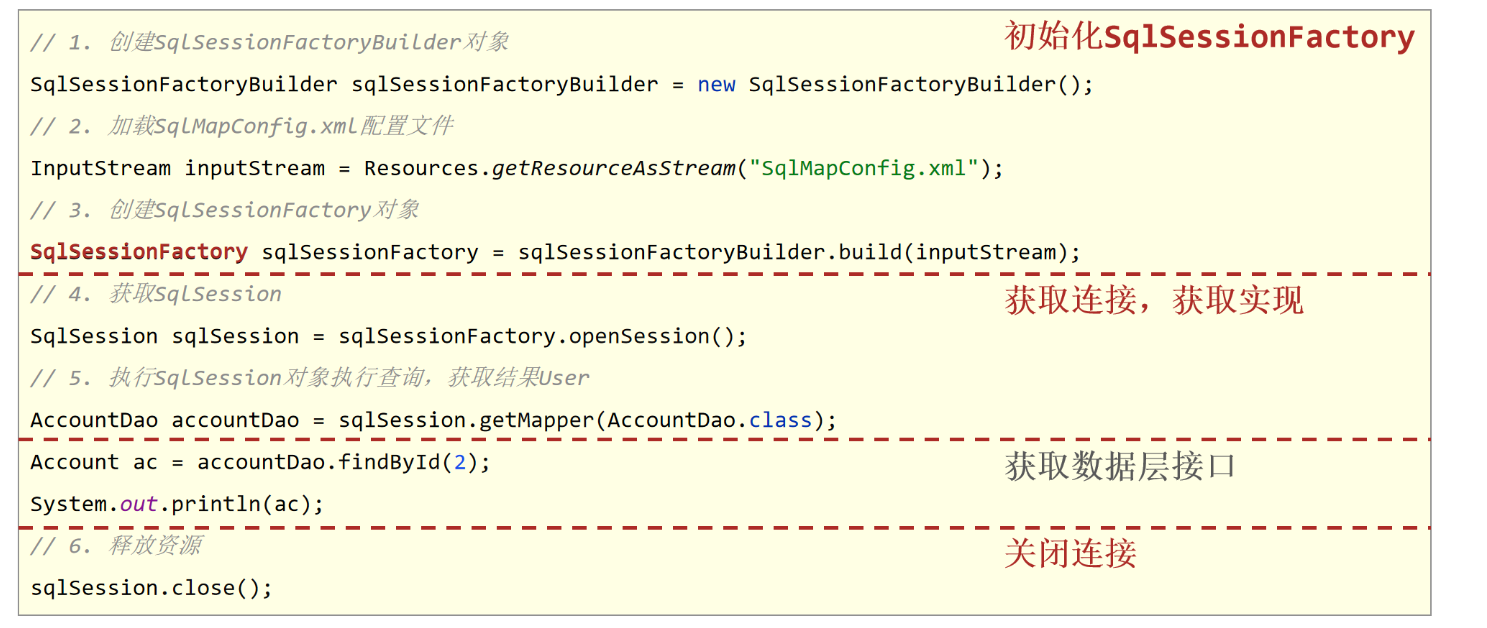 // 1. 创建SqlSessionFactoryBuilder对象
初始化SqlSessionFactory
SqlSessionFactoryBuilder sqlSessionFactoryBuilder = new SqlSessionFactoryBuilder();
// 2. 加载SqlMapConfig.xml配置文件
InputStream inputStream = Resources.getResourceAsStream("SqlMapConfig.xml");
// 3. 创建SqlSessionFactory对象
SqlSessionFactory sqlSessionFactory = sqlSessionFactoryBuilder.build(inputStream);
// 4. 获取SqlSession
获取连接，获取实现
SqlSession sqlSession = sqlSessionFactory.openSession();
// 5. 执行SqlSession对象执行查询，获取结果User
AccountDao accountDao = sqlSession.getMapper(AccountDao.class);
Account ac = accountDao.findById(2);
获取数据层接口
System.out.println(ac);
// 6. 释放资源
关闭连接
sqlSession.close();